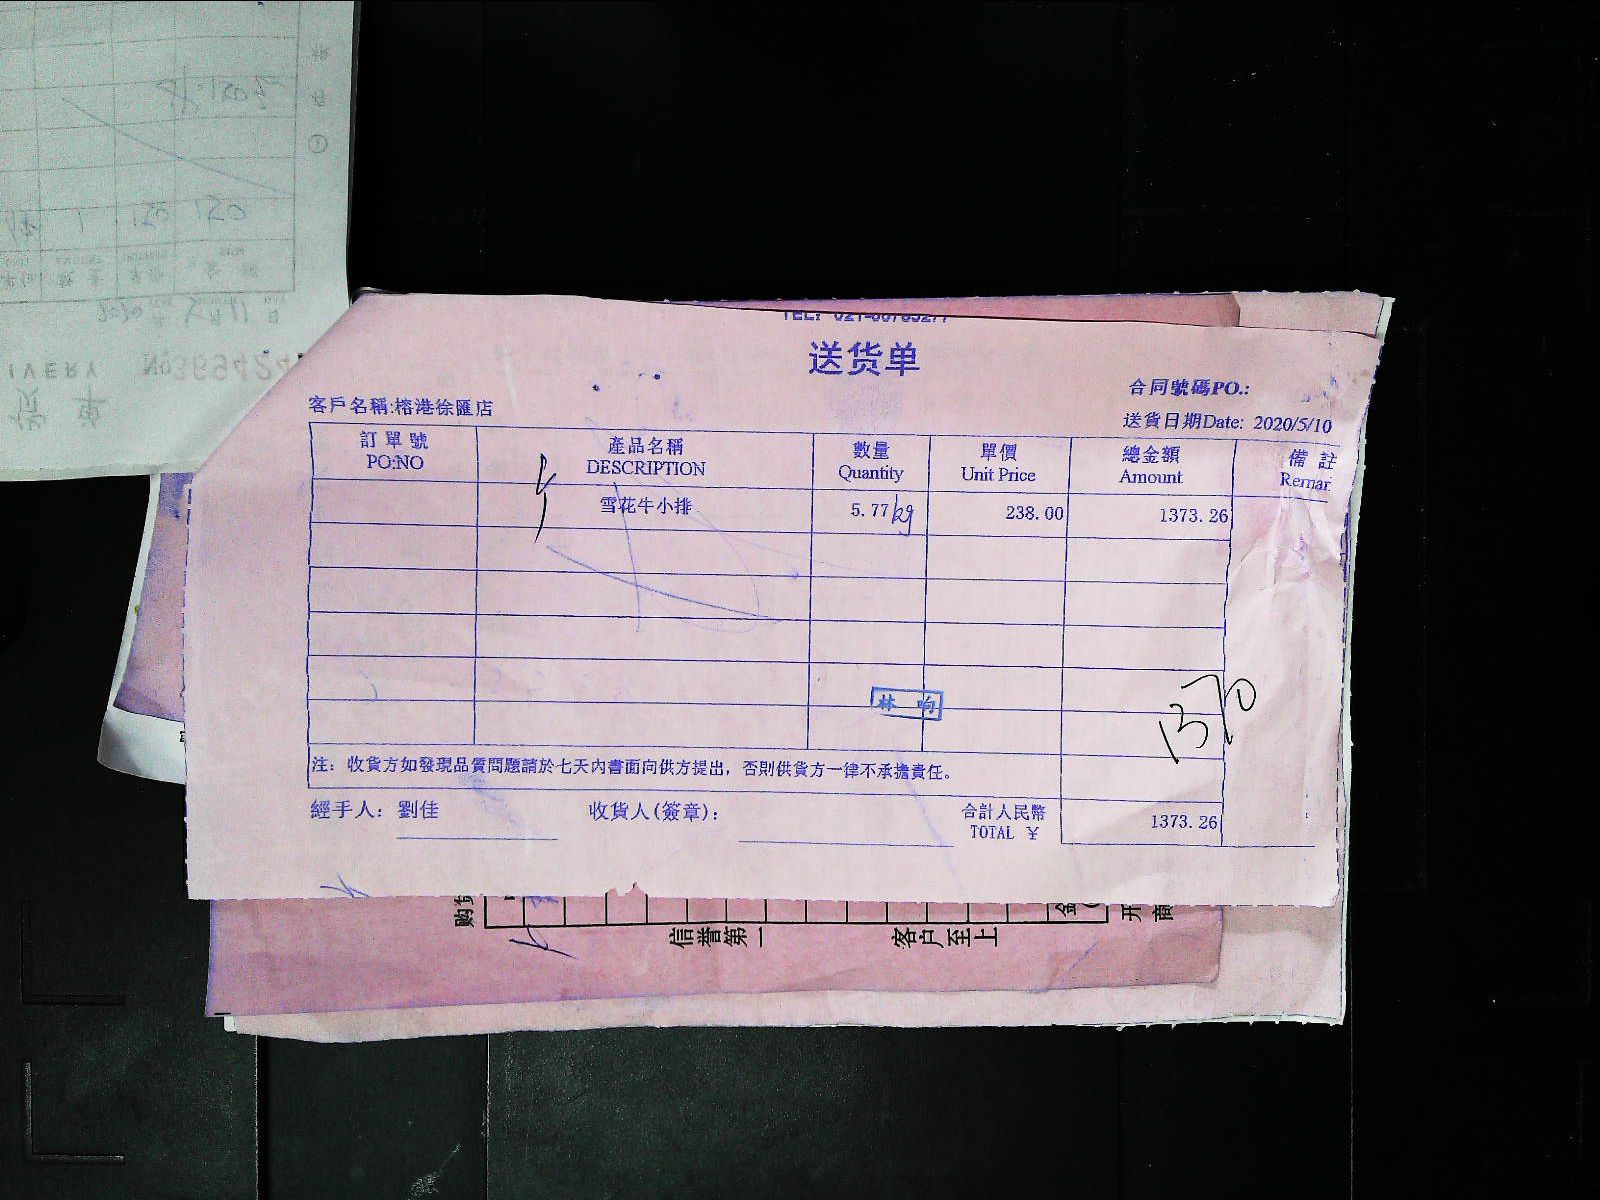 送货单
合同號碼PO.:
客戶名稱:榕港徐匯店
送貨日期Date: 2020/5/10
訂單號 產品名稱 數量 單價 總金額 備註
PO:NO DESCRIPTION Quantity Unit Price Amount Remar
雪花牛小排 5.77kg 238.00 1373.26
1370
注：收貨方如發現品質問題請於七天內書面向供方提出，否則供貨方一律不承擔責任。
經手人：劉佳 收貨人(簽章)： 合計人民幣 1373.26
TOTAL ￥
信誉第一 客户至上